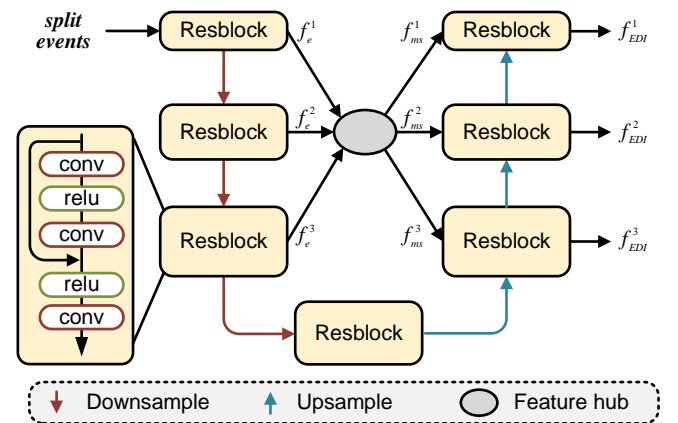 split
events
Resblock
f_e^1
f_ms^1
Resblock
f_EDI^1
Resblock
f_e^2
f_ms^2
Resblock
f_EDI^2
conv
relu
conv
relu
conv
Resblock
f_e^3
f_ms^3
Resblock
f_EDI^3
Resblock
Downsample
Upsample
Feature hub